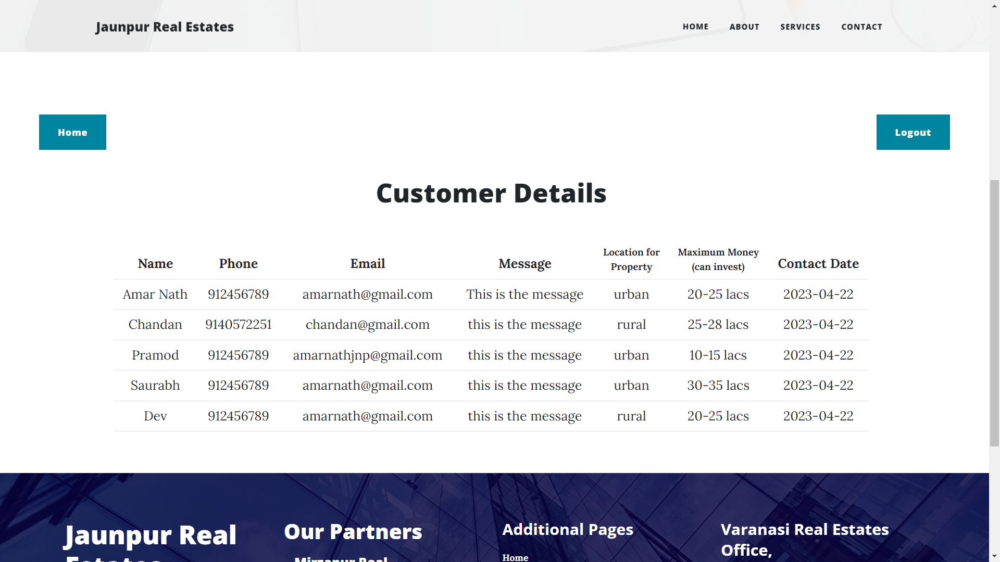 Jaunpur Real Estates
HOME ABOUT SERVICES CONTACT
Home
Logout
Customer Details
Name Phone Email Message Location for Property Maximum Money (can invest) Contact Date
Amar Nath 912456789 amarnath@gmail.com This is the message urban 20-25 lacs 2023-04-22
Chandan 9140572251 chandan@gmail.com this is the message rural 25-28 lacs 2023-04-22
Pramod 912456789 amarnathjnp@gmail.com this is the message urban 10-15 lacs 2023-04-22
Saurabh 912456789 amarnath@gmail.com this is the message urban 30-35 lacs 2023-04-22
Dev 912456789 amarnath@gmail.com this is the message rural 20-25 lacs 2023-04-22
Jaunpur Real
Estates
Our Partners
Mirzapur Real
Additional Pages
Home
Varanasi Real Estates
Office,